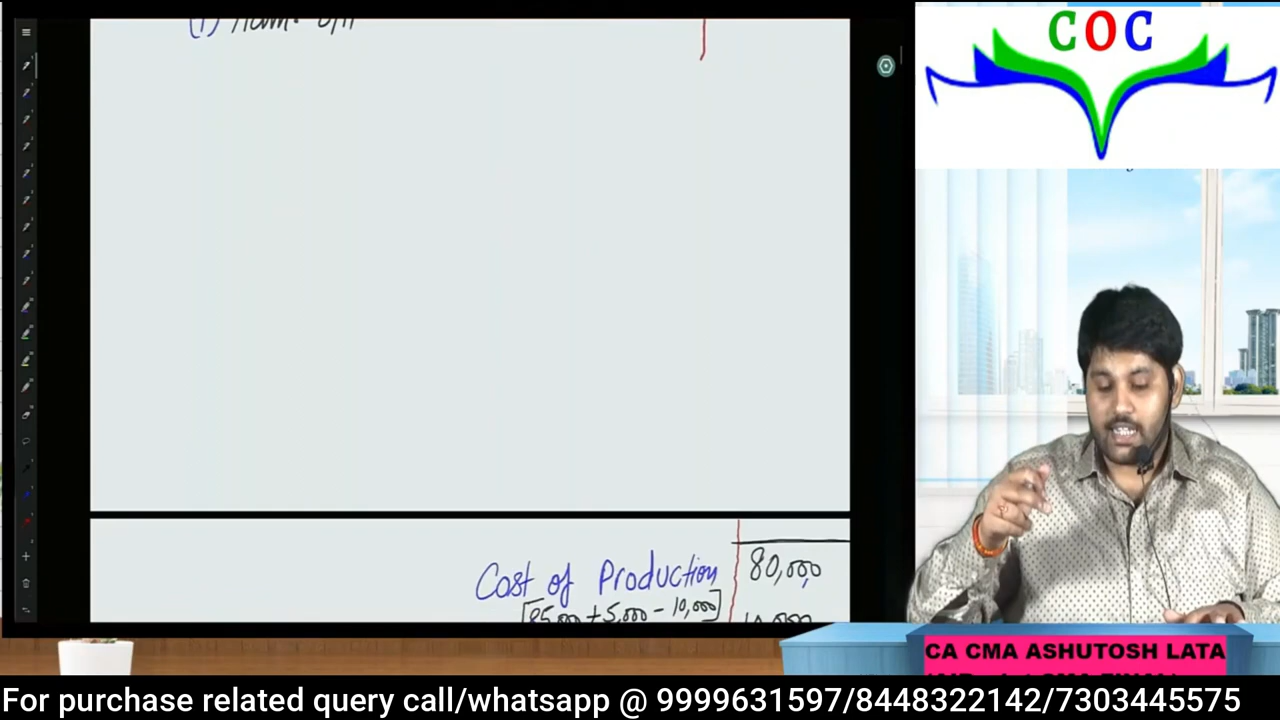 COC
Cost of Production 80,000
[85,000 + 5,000 - 10,000]
CA CMA ASHUTOSH LATA
For purchase related query call/whatsapp @ 9999631597/8448322142/7303445575